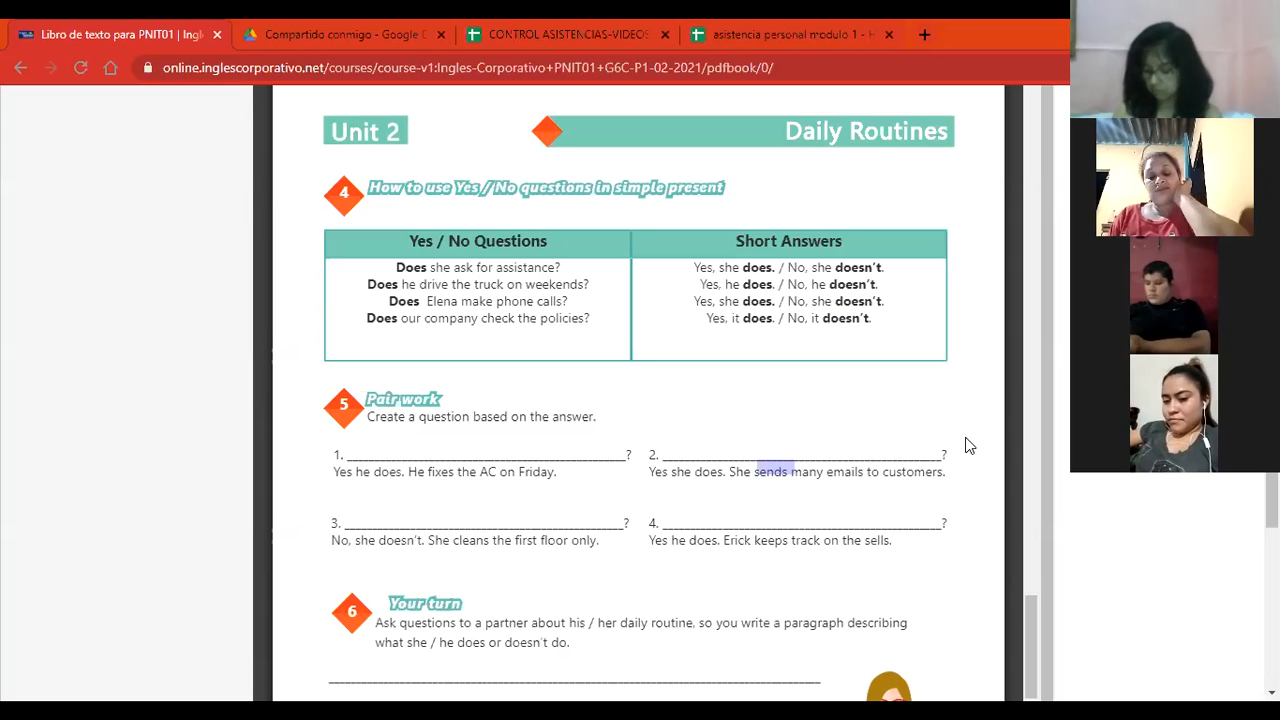 Libro de texto para PNIT01 | Ingl
Compartido conmigo - Google D
CONTROL ASISTENCIAS-VIDEOS
asistencia personal modulo 1 - H
online.inglescorporativo.net/courses/course-v1:Ingles-Corporativo+PNIT01+G6C-P1-02-2021/pdfbook/0/
Unit 2
Daily Routines
4 How to use Yes / No questions in simple present
Yes / No Questions
Short Answers
Does she ask for assistance?
Yes, she does. / No, she doesn't.
Does he drive the truck on weekends?
Yes, he does. / No, he doesn't.
Does Elena make phone calls?
Yes, she does. / No, she doesn't.
Does our company check the policies?
Yes, it does. / No, it doesn't.
5 Pair work
Create a question based on the answer.
1. ______________________________________________?
Yes he does. He fixes the AC on Friday.
2. ______________________________________________?
Yes she does. She sends many emails to customers.
3. ______________________________________________?
No, she doesn't. She cleans the first floor only.
4. ______________________________________________?
Yes he does. Erick keeps track on the sells.
6 Your turn
Ask questions to a partner about his / her daily routine, so you write a paragraph describing
what she / he does or doesn't do.